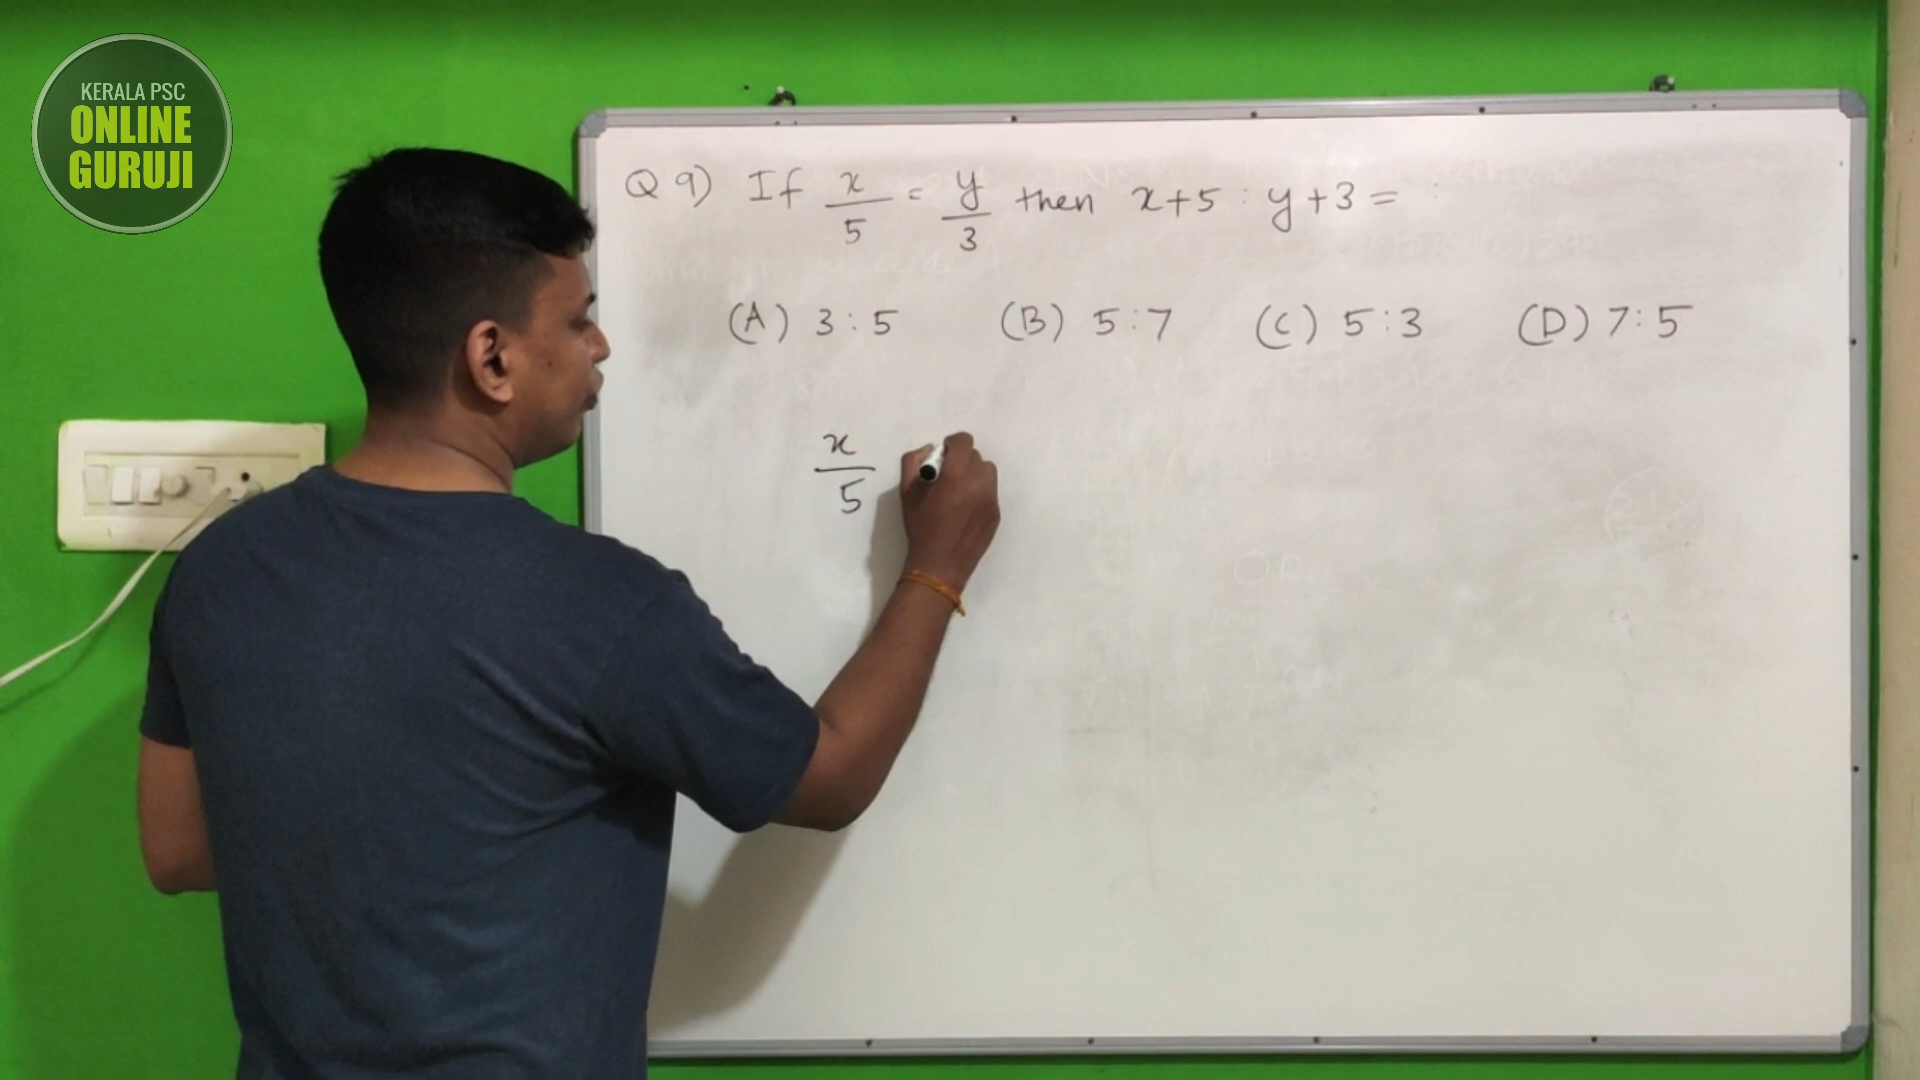 KERALA PSC
ONLINE
GURUJI
Q 9) If x/5 = y/3 then x+5 : y+3 =
(A) 3:5 (B) 5:7 (C) 5:3 (D) 7:5
x/5